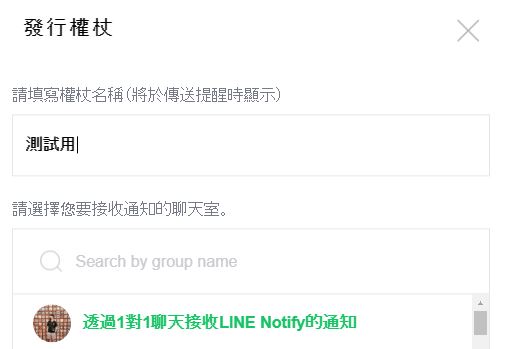 發行權杖
請填寫權杖名稱(將於傳送提醒時顯示)
測試用
請選擇您要接收通知的聊天室。
Search by group name
透過1對1聊天接收LINE Notify的通知